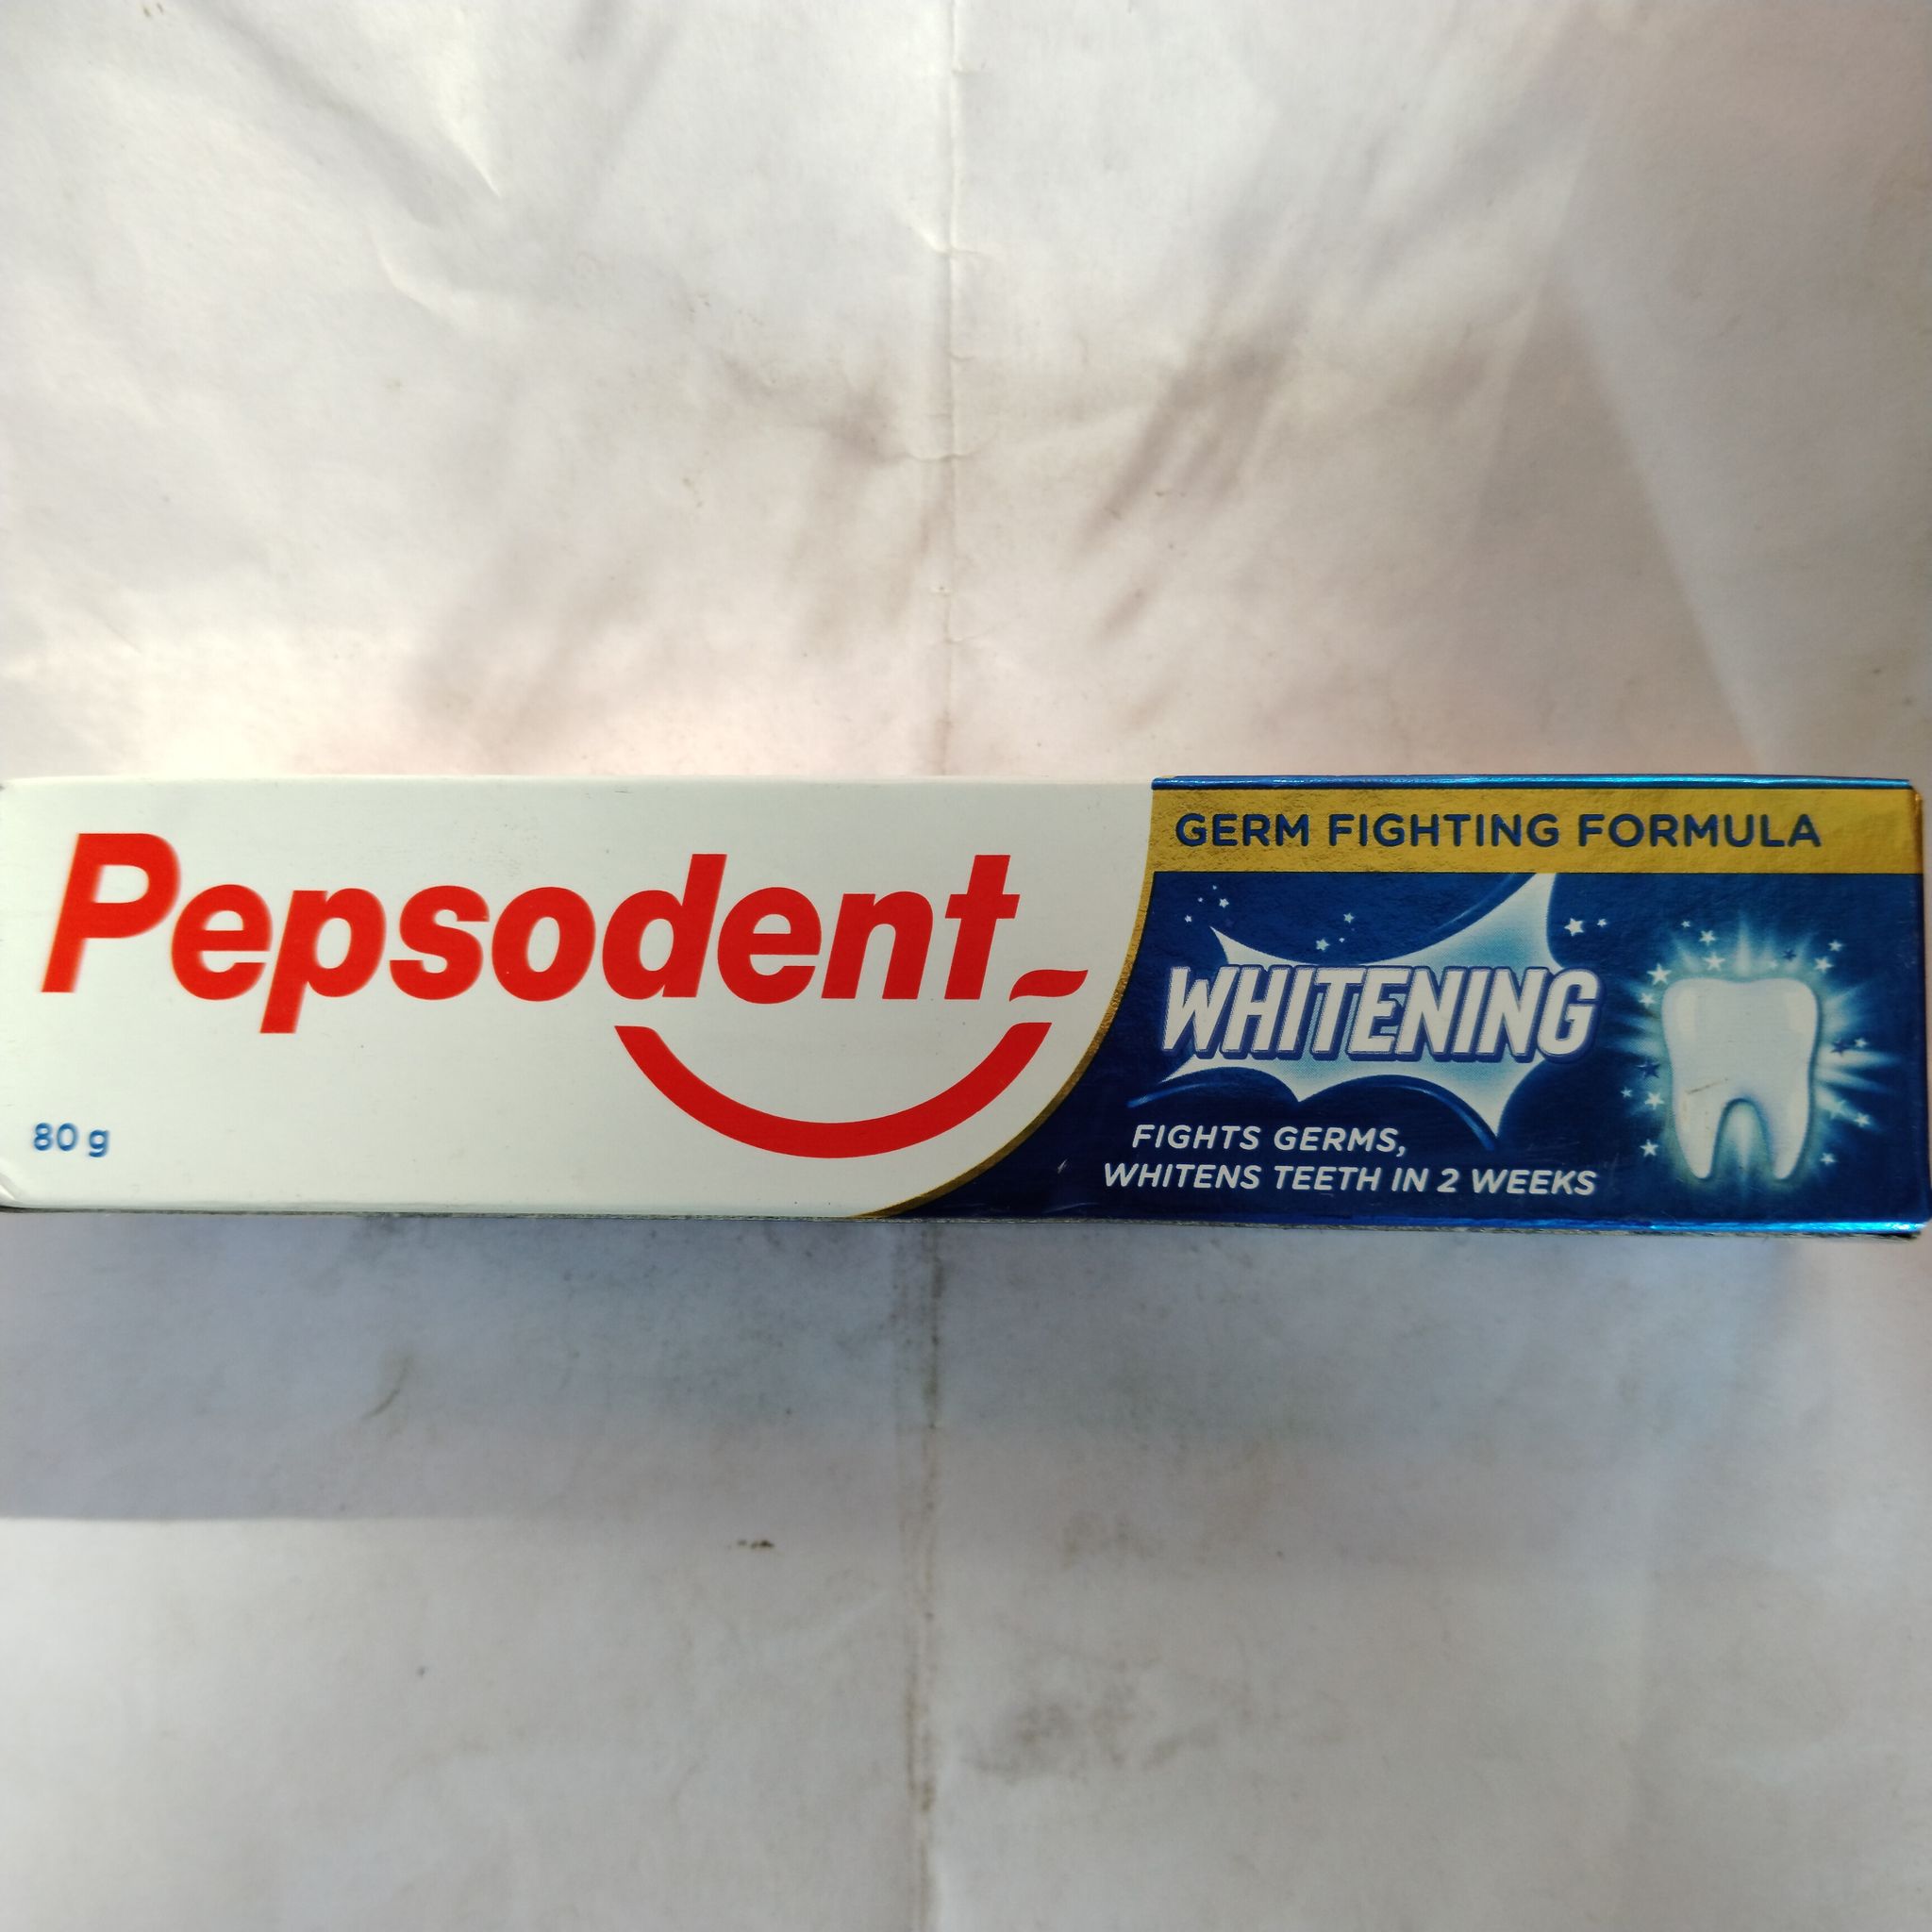 Pepsodent
80 g
GERM FIGHTING FORMULA
WHITENING
FIGHTS GERMS,
WHITENS TEETH IN 2 WEEKS